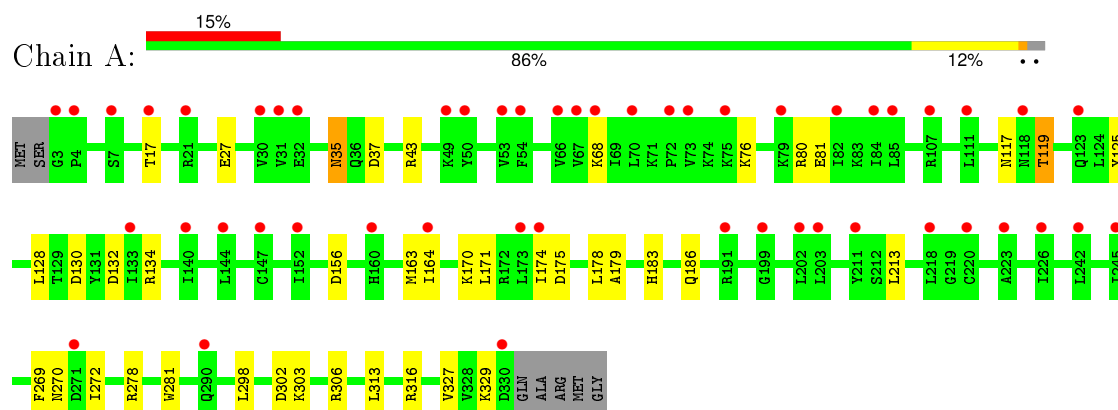 15%
Chain A:
86% 12% • •
MET SER G3 P4 S7 T17 R21 E27 V30 V31 E32 N35 Q36 D37 R43 K49 Y50 V53 F54 V66 V67 K68 I69 L70 K71 P72 V73 K74 K75 K76 K79 R80 E81 I82 K83 I84 L85 R107 L111 N117 N118 T119 Q123 L124 Y125
L128 T129 D130 Y131 D132 I133 R134 I140 L144 C147 I152 D156 H160 M163 I164 K170 L171 R172 L173 I174 D175 L178 A179 H183 Q186 R191 G199 L202 L203 Y211 S212 L213 L218 G219 C220 A223 I226 L242 I245
F269 N270 D271 I272 R278 W281 Q290 L298 D302 K303 R306 L313 R316 V327 V328 K329 D330 GLN ALA ARG MET GLY